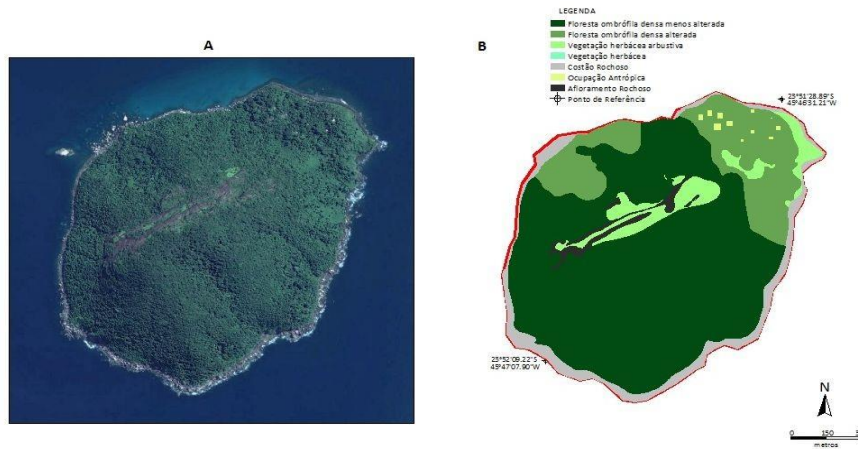 A
B
LEGENDA
Floresta ombrófila densa menos alterada
Floresta ombrófila densa alterada
Vegetação herbácea arbustiva
Vegetação herbácea
Costão Rochoso
Ocupação Antrópica
Afloramento Rochoso
Ponto de Referência
23°51'28.89"S
45°46'31.21"W
23°52'09.22"S
45°47'07.90"W
N
0 150
metros